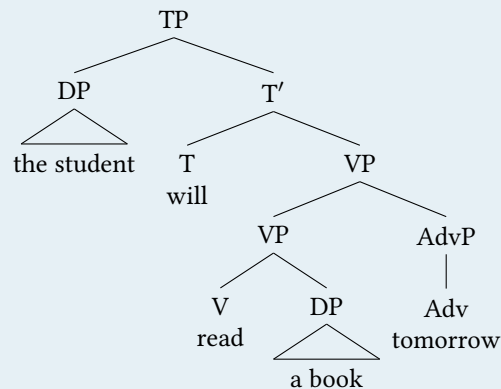 TP
DP T′
the student T VP
will
VP AdvP
V DP Adv
read tomorrow
a book